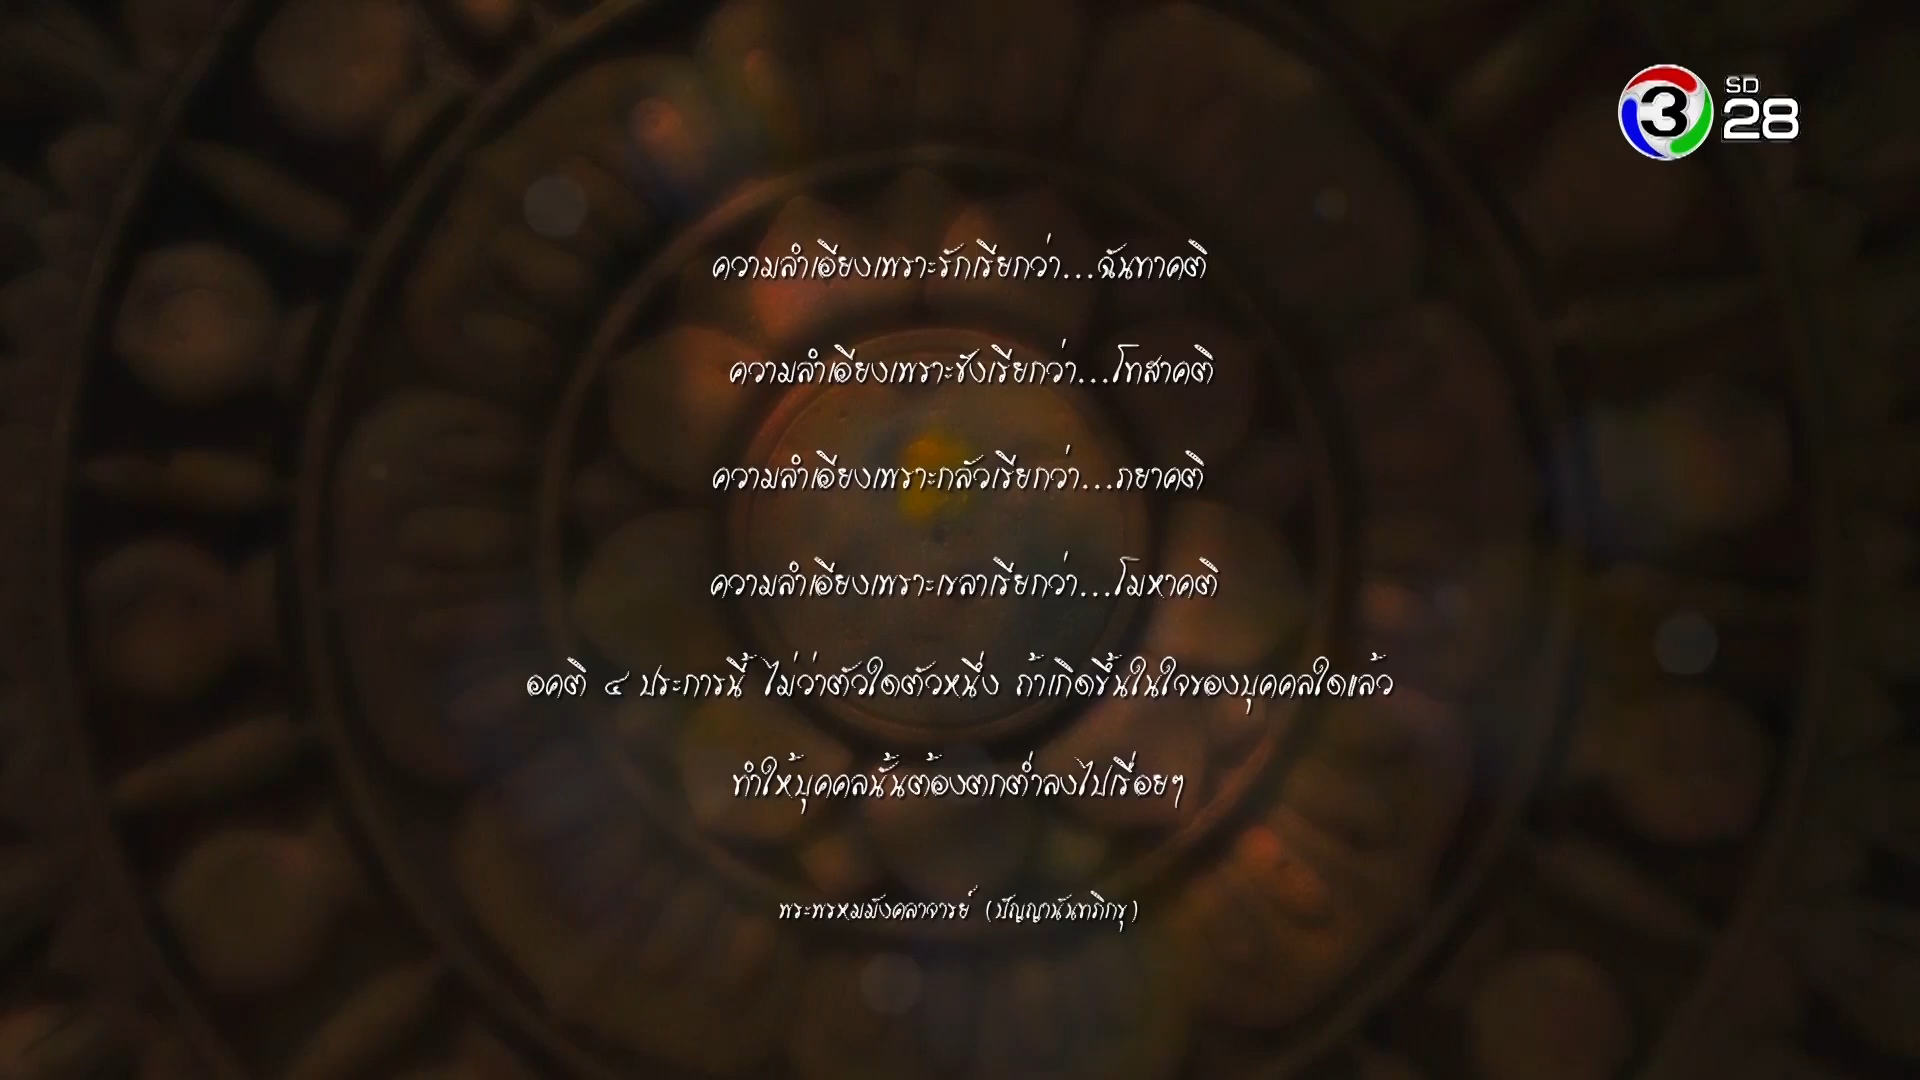 3 SD 28
ความลำเอียงเพราะรักเรียกว่า...ฉันทาคติ
ความลำเอียงเพราะชังเรียกว่า...โทสาคติ
ความลำเอียงเพราะกลัวเรียกว่า...ภยาคติ
ความลำเอียงเพราะเขลาเรียกว่า...โมหาคติ
อคติ ๔ ประการนี้ ไม่ว่าตัวใดตัวหนึ่ง ถ้าเกิดขึ้นในใจของบุคคลใดแล้ว
ทำให้บุคคลนั้นต้องตกต่ำลงไปเรื่อยๆ
พระพรหมมังคลาจารย์ (ปัญญานันทภิกขุ)